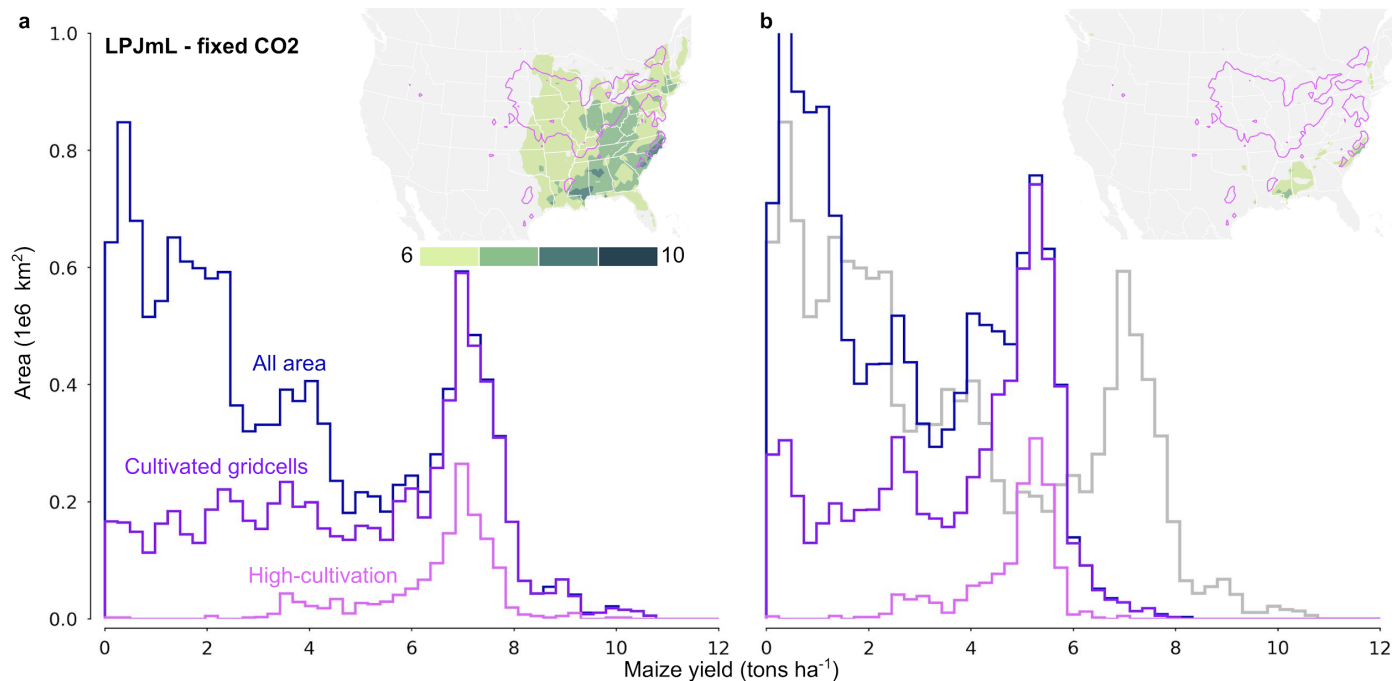 a
b
LPJmL - fixed CO2
1.0
0.8
0.6
0.4
0.2
0.0
Area (1e6 km²)
6
10
All area
Cultivated gridcells
High-cultivation
0
2
4
6
8
10
12
0
2
4
6
8
10
12
Maize yield (tons ha⁻¹)